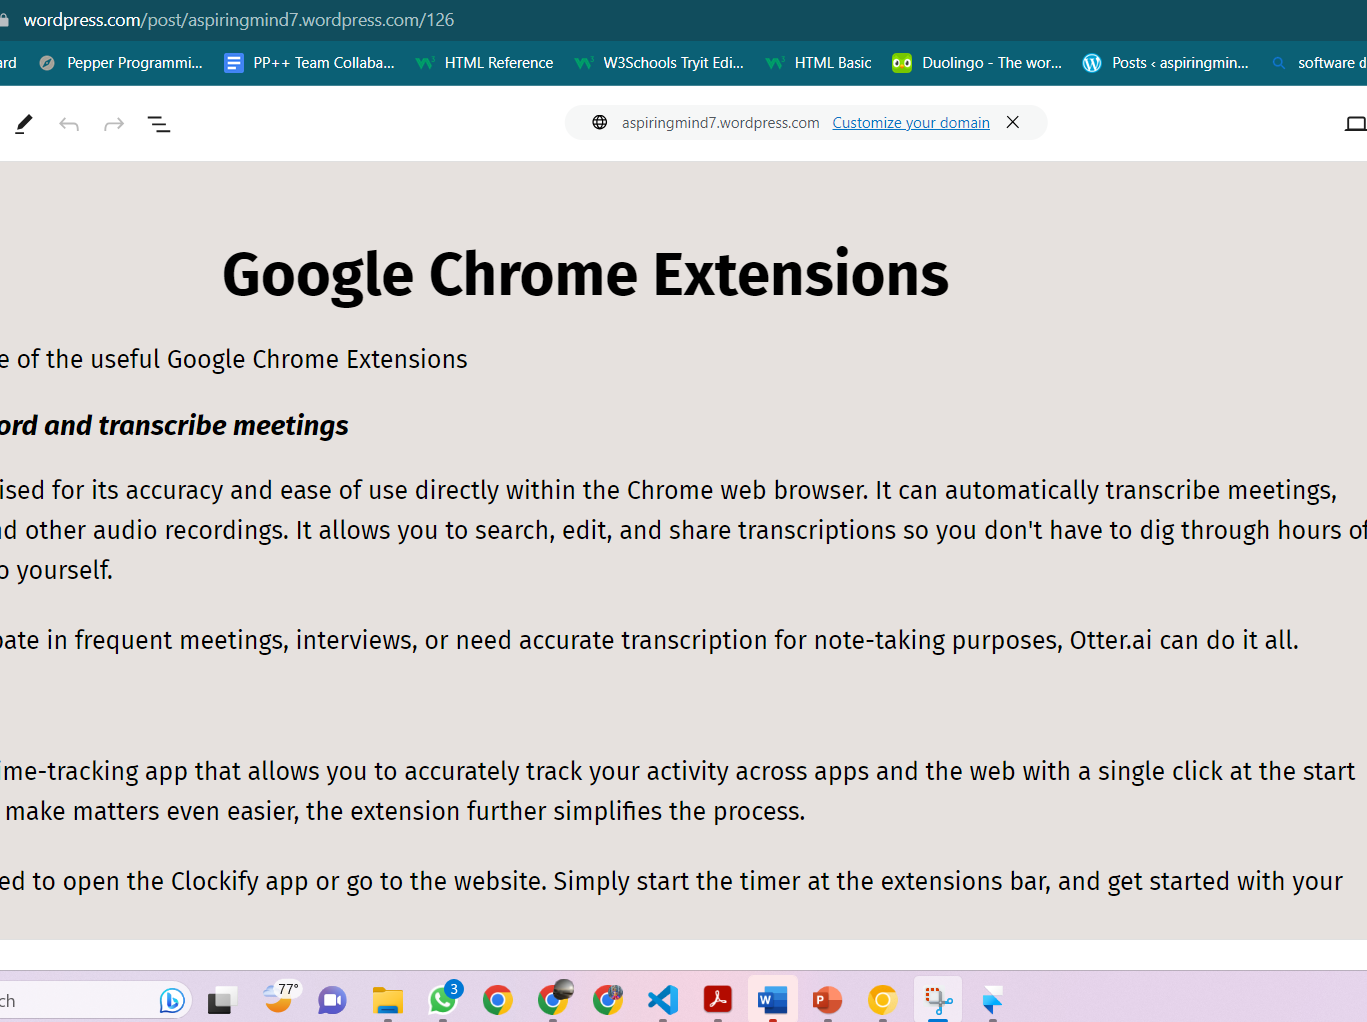 wordpress.com/post/aspiringmind7.wordpress.com/126
ard Pepper Programmi... PP++ Team Collaba... HTML Reference W3Schools Tryit Edi... HTML Basic Duolingo - The wor... Posts ‹ aspiringmin... software d
aspiringmind7.wordpress.com Customize your domain
Google Chrome Extensions
e of the useful Google Chrome Extensions
ord and transcribe meetings
ised for its accuracy and ease of use directly within the Chrome web browser. It can automatically transcribe meetings,
nd other audio recordings. It allows you to search, edit, and share transcriptions so you don't have to dig through hours of
o yourself.
pate in frequent meetings, interviews, or need accurate transcription for note-taking purposes, Otter.ai can do it all.
ime-tracking app that allows you to accurately track your activity across apps and the web with a single click at the start
make matters even easier, the extension further simplifies the process.
ed to open the Clockify app or go to the website. Simply start the timer at the extensions bar, and get started with your
ch 77° 3 W P